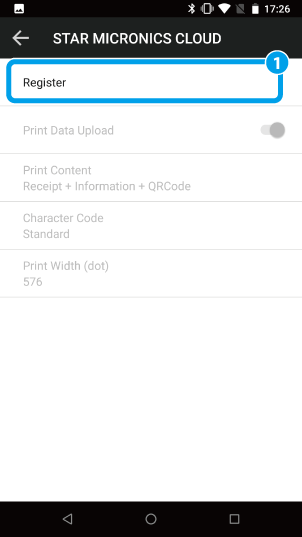 17:26
STAR MICRONICS CLOUD
1
Register
Print Data Upload
Print Content
Receipt + Information + QRCode
Character Code
Standard
Print Width (dot)
576